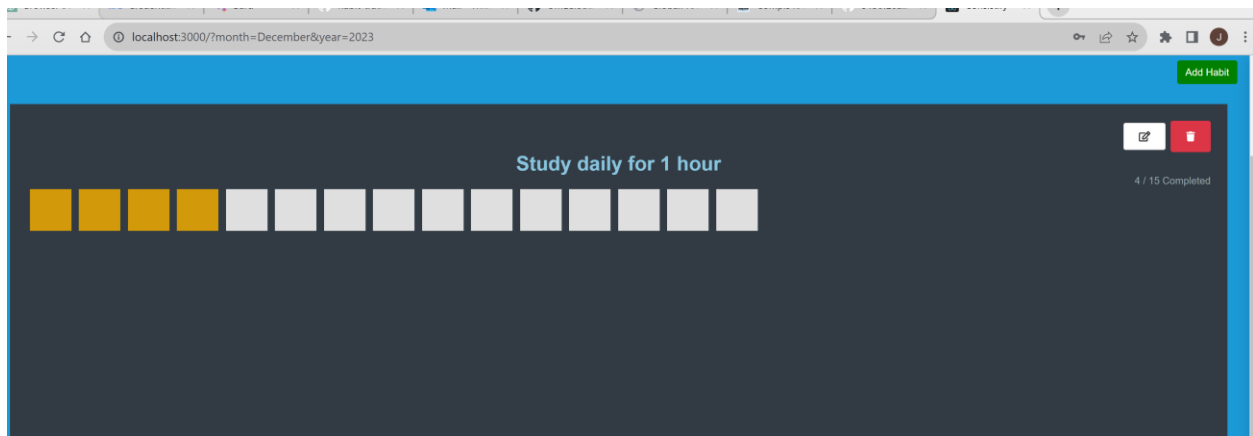 localhost:3000/?month=December&year=2023
J
Add Habit
Study daily for 1 hour
4 / 15 Completed